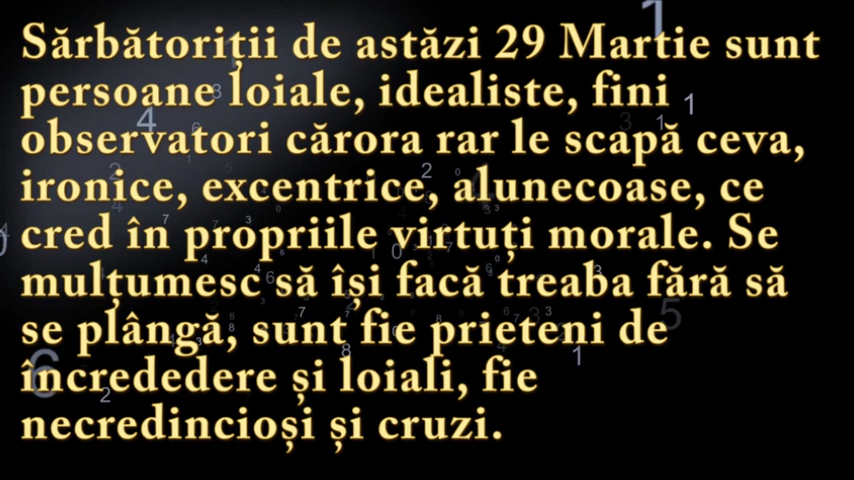 Sărbătoriții de astăzi 29 Martie sunt
persoane loiale, idealiste, fini
observatori cărora rar le scapă ceva,
ironice, excentrice, alunecoase, ce
cred în propriile virtuți morale. Se
mulțumesc să își facă treaba fără să
se plângă, sunt fie prieteni de
încrededere și loiali, fie
necredincioși și cruzi.